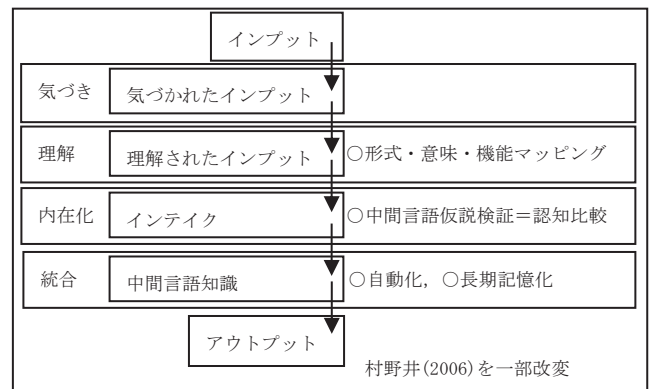 インプット
気づき 気づかれたインプット
理解 理解されたインプット ○形式・意味・機能マッピング
内在化 インテイク ○中間言語仮説検証＝認知比較
統合 中間言語知識 ○自動化，○長期記憶化
アウトプット
村野井(2006)を一部改変